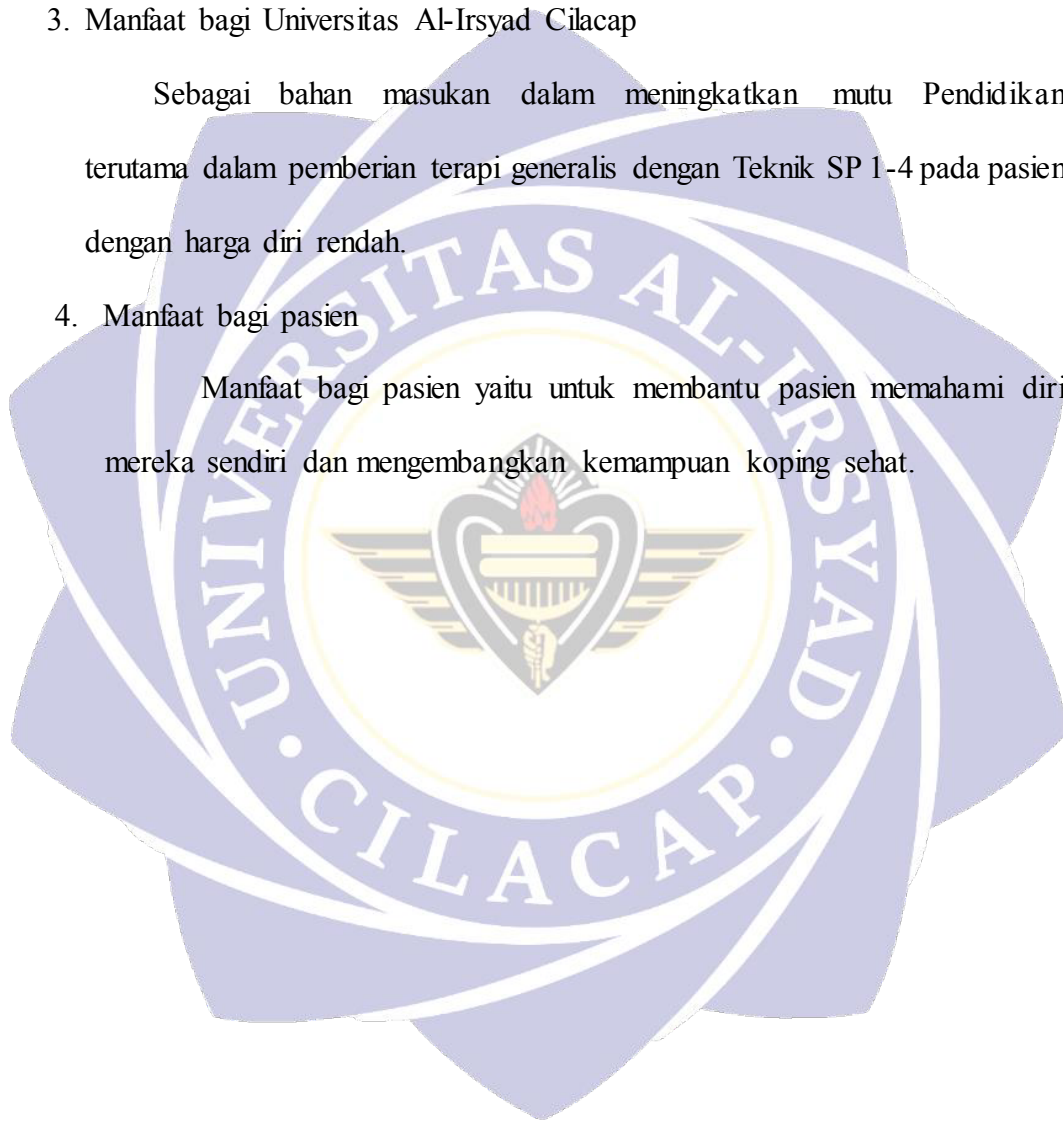 3. Manfaat bagi Universitas Al-Irsyad Cilacap
Sebagai bahan masukan dalam meningkatkan mutu Pendidikan
terutama dalam pemberian terapi generalis dengan Teknik SP 1-4 pada pasien
dengan harga diri rendah.
4. Manfaat bagi pasien
Manfaat bagi pasien yaitu untuk membantu pasien memahami diri
mereka sendiri dan mengembangkan kemampuan koping sehat.
UNIVERSITAS AL-IRSYAD
CILACAP